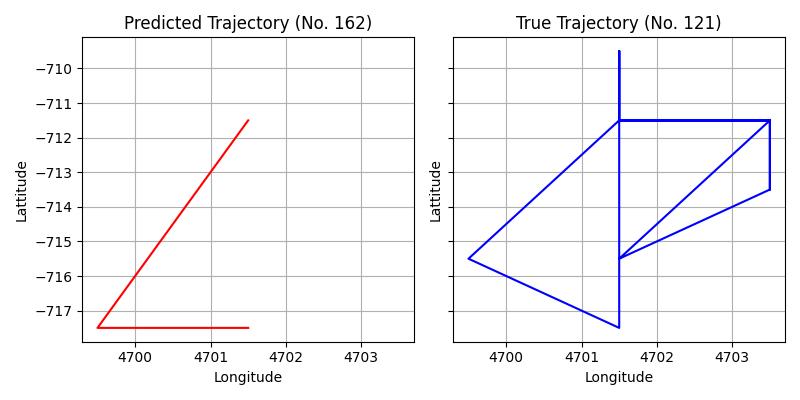 Predicted Trajectory (No. 162)
−710
−711
−712
−713
−714
−715
−716
−717
Lattitude
4700
4701
4702
4703
Longitude
True Trajectory (No. 121)
Lattitude
4700
4701
4702
4703
Longitude